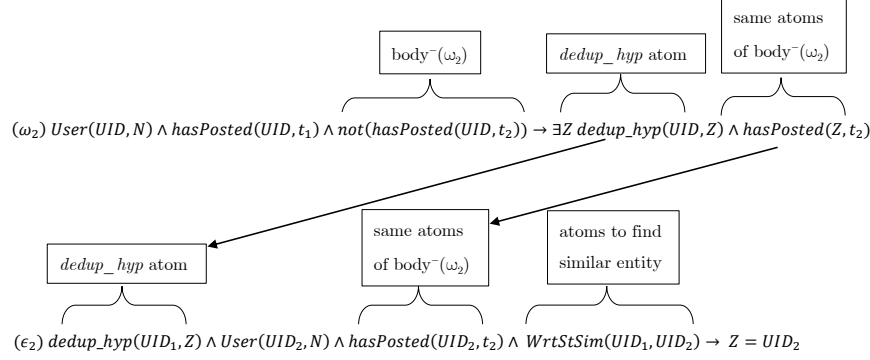 same atoms
of body⁻(ω₂)
body⁻(ω₂)
dedup_hyp atom
(ω₂) User(UID, N) ∧ hasPosted(UID, t₁) ∧ not(hasPosted(UID, t₂)) → ∃Z dedup_hyp(UID, Z) ∧ hasPosted(Z, t₂)
dedup_hyp atom
same atoms
of body⁻(ω₂)
atoms to find
similar entity
(ϵ₂) dedup_hyp(UID₁, Z) ∧ User(UID₂, N) ∧ hasPosted(UID₂, t₂) ∧ WrtStSim(UID₁, UID₂) → Z = UID₂